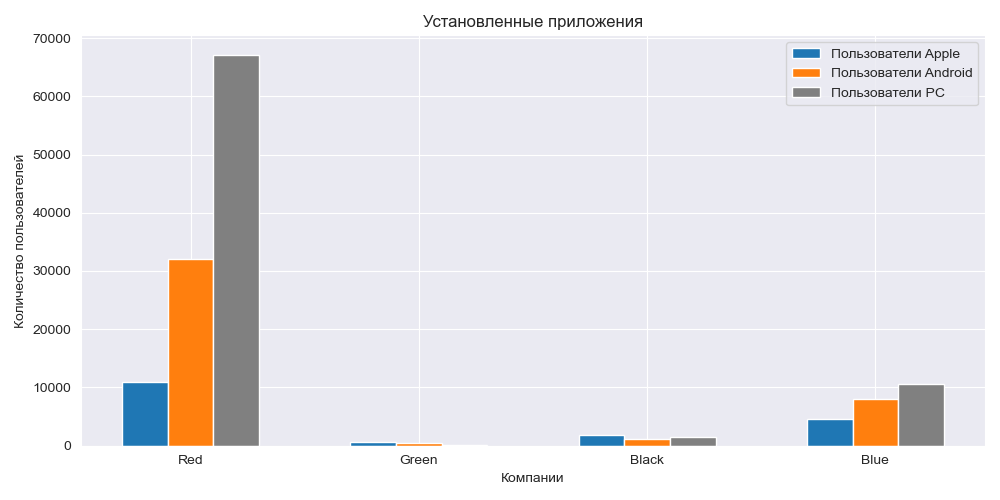 Установленные приложения
70000
60000
50000
40000
30000
20000
10000
0
Количество пользователей
Пользователи Apple
Пользователи Android
Пользователи PC
Red
Green
Black
Blue
Компании